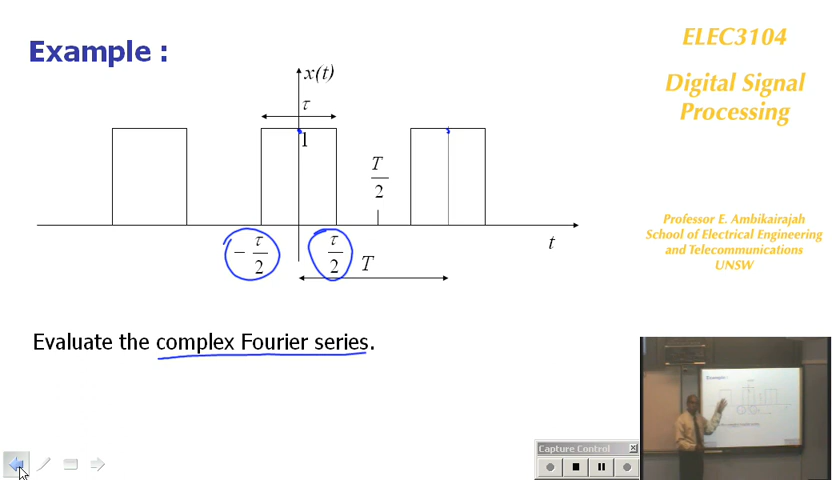 Example :
x(t)
τ
1
T
2
− τ
2
τ
2
T
t
Evaluate the complex Fourier series.
ELEC3104
Digital Signal
Processing
Professor E. Ambikairajah
School of Electrical Engineering
and Telecommunications
UNSW
Capture Control